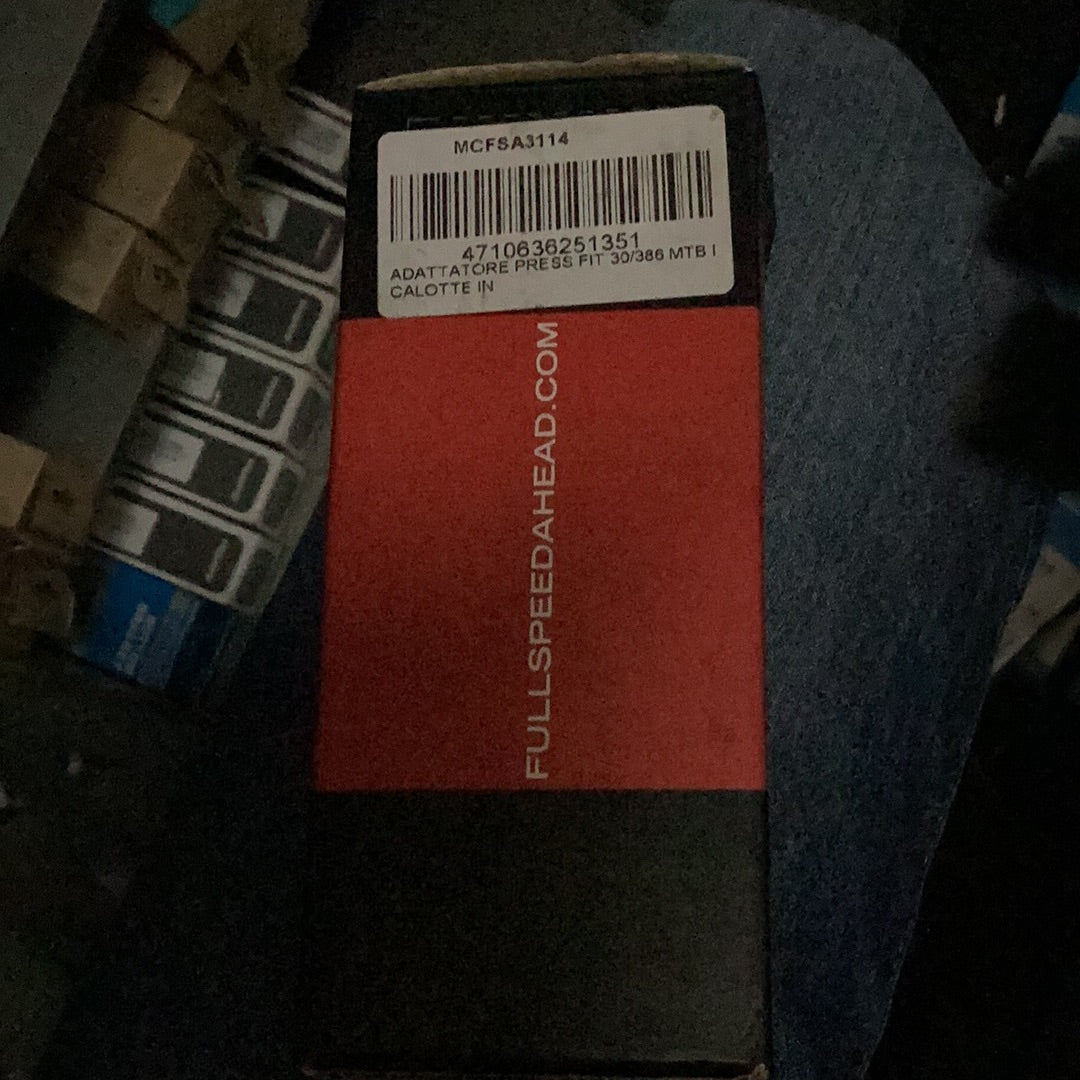 MCFSA3114
4710636251351
ADATTATORE PRESS FIT 30/386 MTB I
CALOTTE IN
FULLSPEEDAHEAD.COM